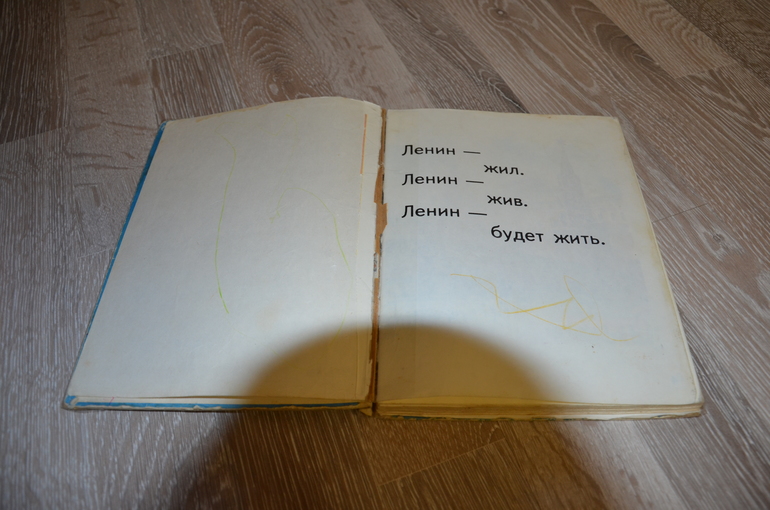 Ленин —
жил.
Ленин —
жив.
Ленин —
будет жить.